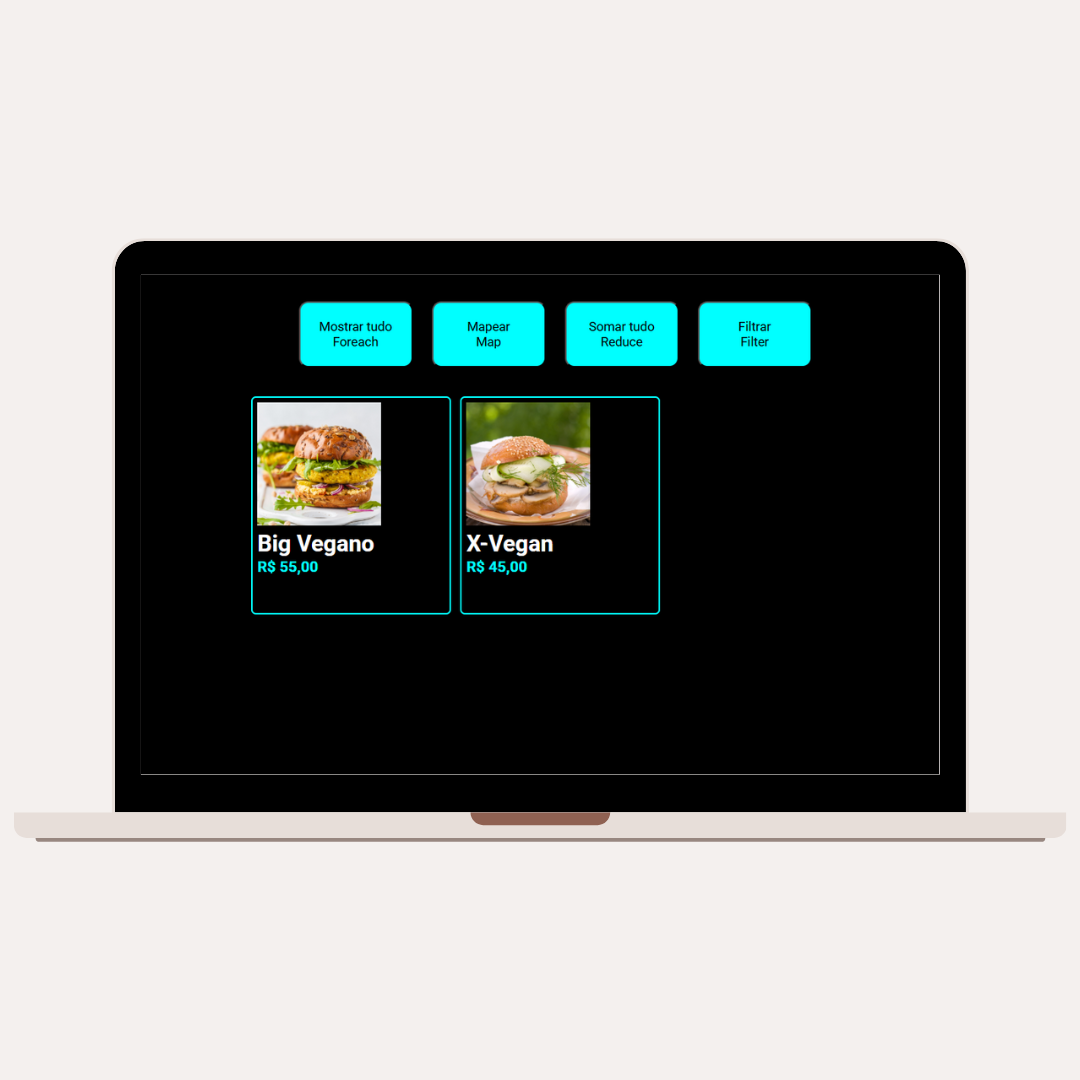 Mostrar tudo
Foreach
Mapear
Map
Somar tudo
Reduce
Filtrar
Filter
Big Vegano
R$ 55,00
X-Vegan
R$ 45,00